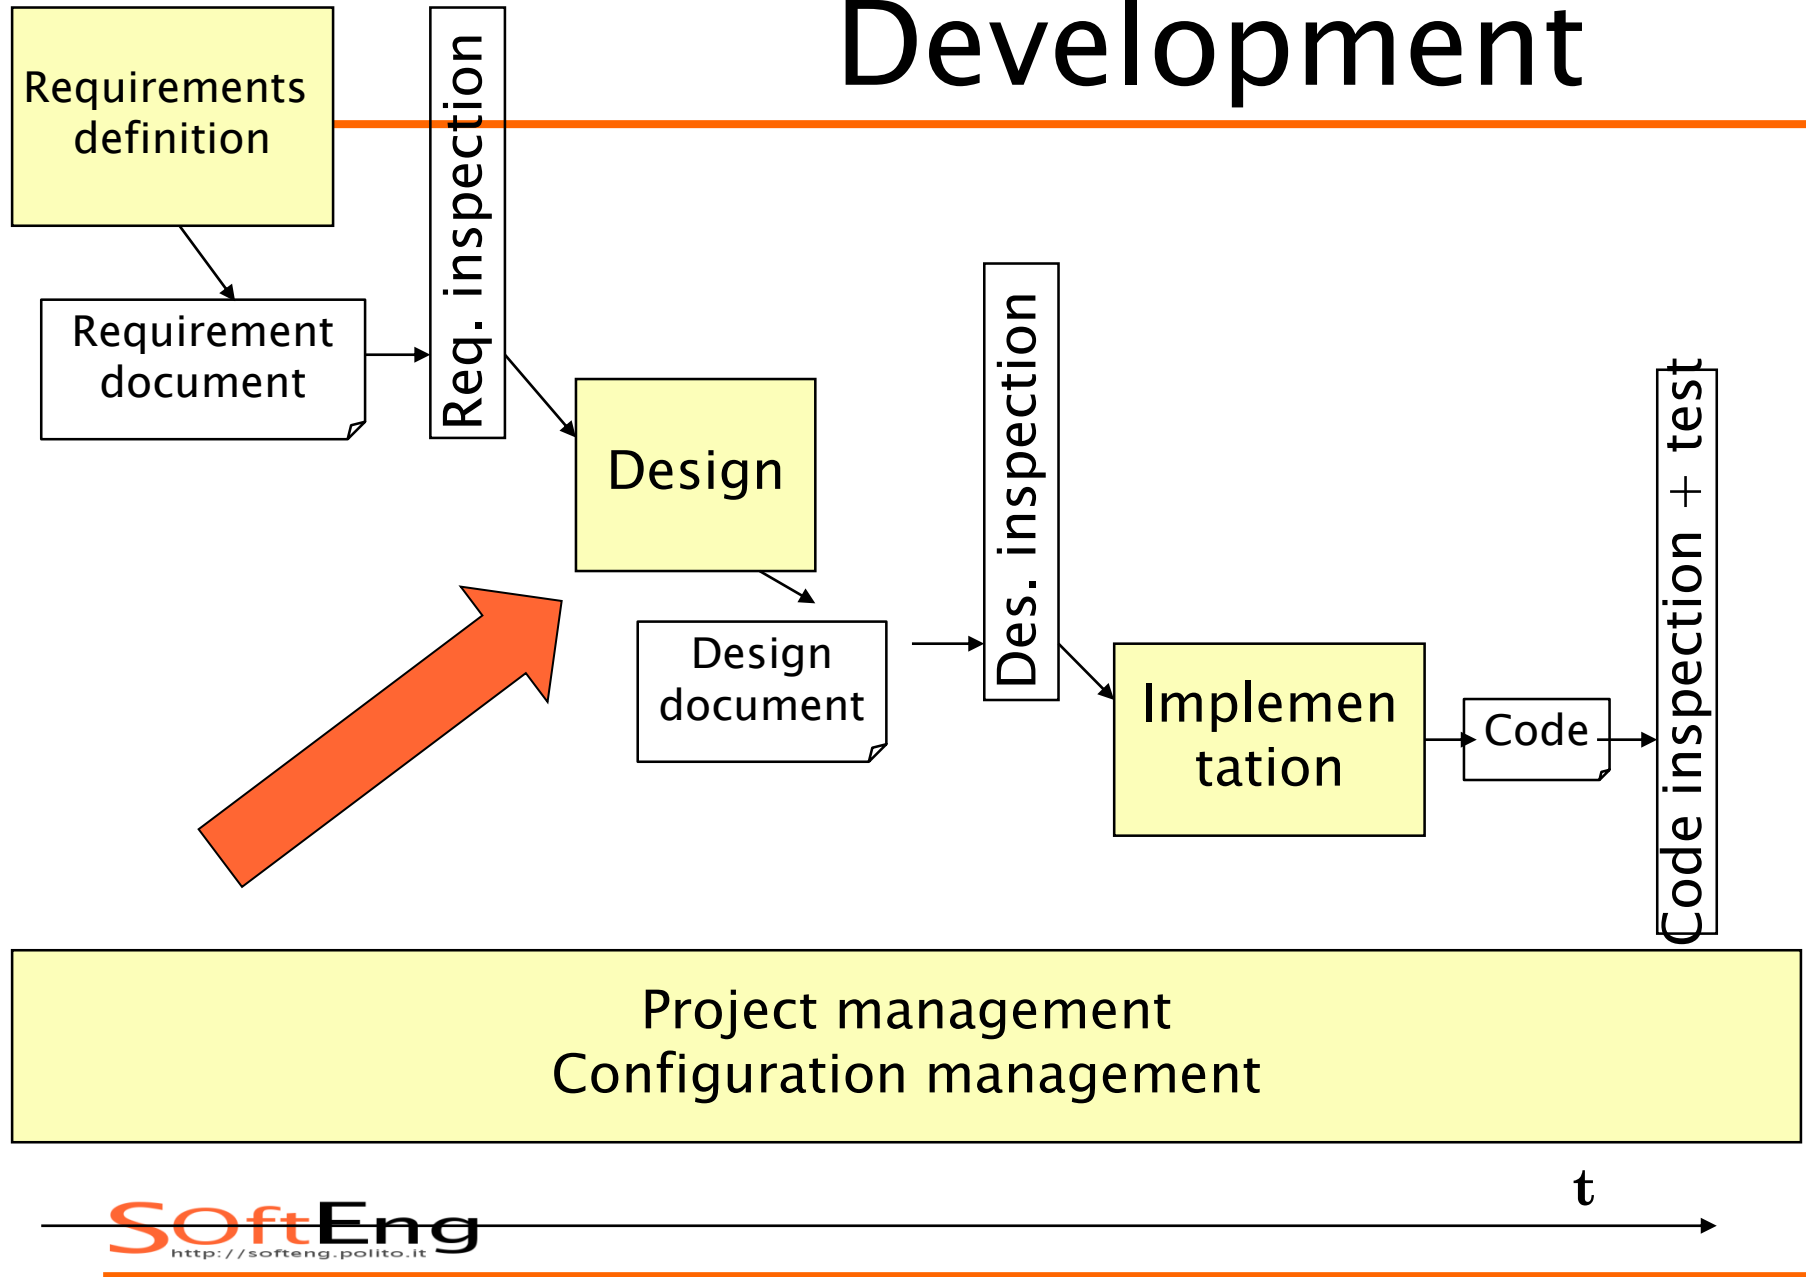 Development
Requirements
definition
Req. inspection
Requirement
document
Design
Des. inspection
Design
document
Implemen
tation
Code
Code inspection + test
Project management
Configuration management
t
SoftEng
http://softeng.polito.it